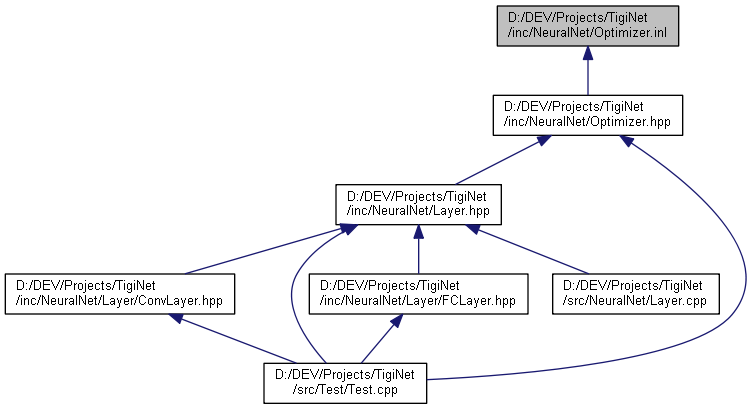 D:/DEV/Projects/TigiNet
/inc/NeuralNet/Optimizer.inl
D:/DEV/Projects/TigiNet
/inc/NeuralNet/Optimizer.hpp
D:/DEV/Projects/TigiNet
/inc/NeuralNet/Layer.hpp
D:/DEV/Projects/TigiNet
/inc/NeuralNet/Layer/ConvLayer.hpp
D:/DEV/Projects/TigiNet
/inc/NeuralNet/Layer/FCLayer.hpp
D:/DEV/Projects/TigiNet
/src/NeuralNet/Layer.cpp
D:/DEV/Projects/TigiNet
/src/Test/Test.cpp